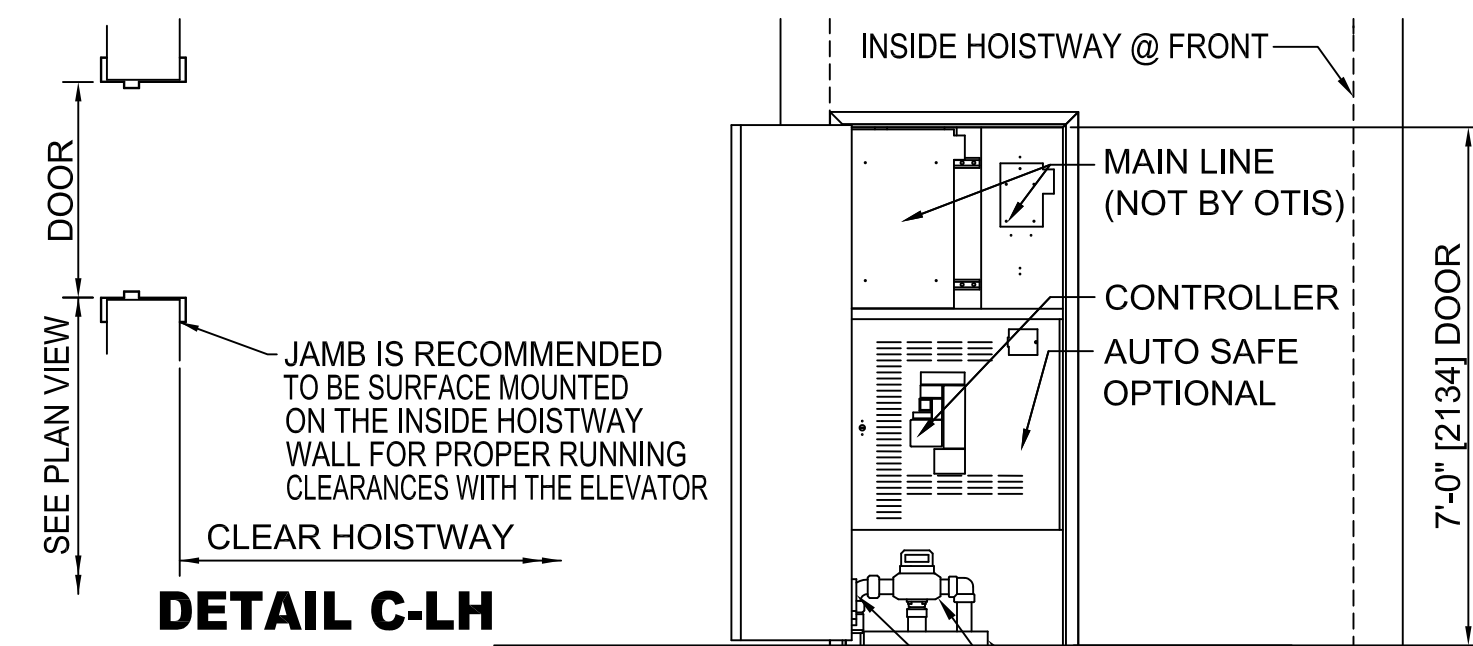 DOOR
SEE PLAN VIEW
JAMB IS RECOMMENDED
TO BE SURFACE MOUNTED
ON THE INSIDE HOISTWAY
WALL FOR PROPER RUNNING
CLEARANCES WITH THE ELEVATOR
CLEAR HOISTWAY
DETAIL C-LH
INSIDE HOISTWAY @ FRONT
MAIN LINE
(NOT BY OTIS)
CONTROLLER
AUTO SAFE
OPTIONAL
7'-0" [2134] DOOR